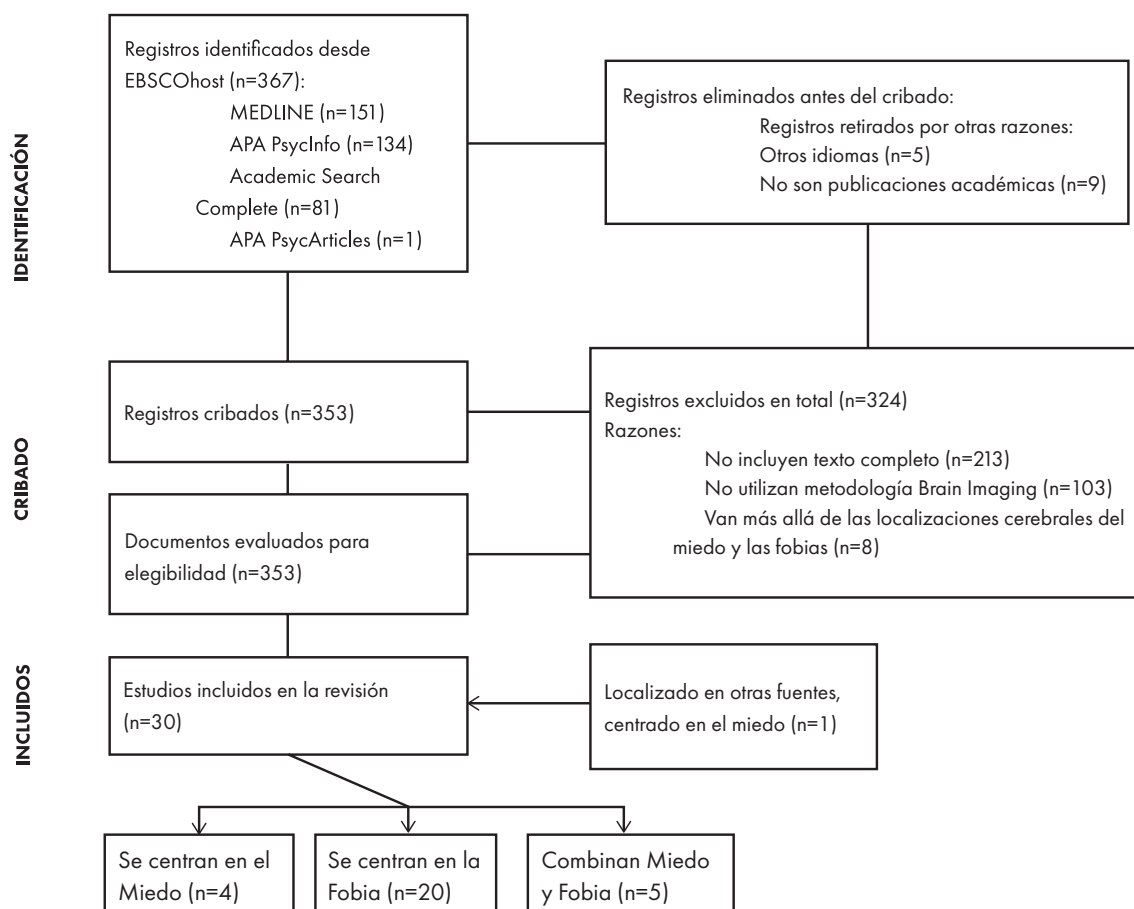 IDENTIFICACIÓN
Registros identificados desde
EBSCOhost (n=367):
MEDLINE (n=151)
APA PsycInfo (n=134)
Academic Search
Complete (n=81)
APA PsycArticles (n=1)
Registros eliminados antes del cribado:
Registros retirados por otras razones:
Otros idiomas (n=5)
No son publicaciones académicas (n=9)
CRIBADO
Registros cribados (n=353)
Registros excluidos en total (n=324)
Razones:
No incluyen texto completo (n=213)
No utilizan metodología Brain Imaging (n=103)
Van más allá de las localizaciones cerebrales del
miedo y las fobias (n=8)
Documentos evaluados para
elegibilidad (n=353)
INCLUIDOS
Estudios incluidos en la revisión
(n=30)
Localizado en otras fuentes,
centrado en el miedo (n=1)
Se centran en el
Miedo (n=4)
Se centran en la
Fobia (n=20)
Combinan Miedo
y Fobia (n=5)